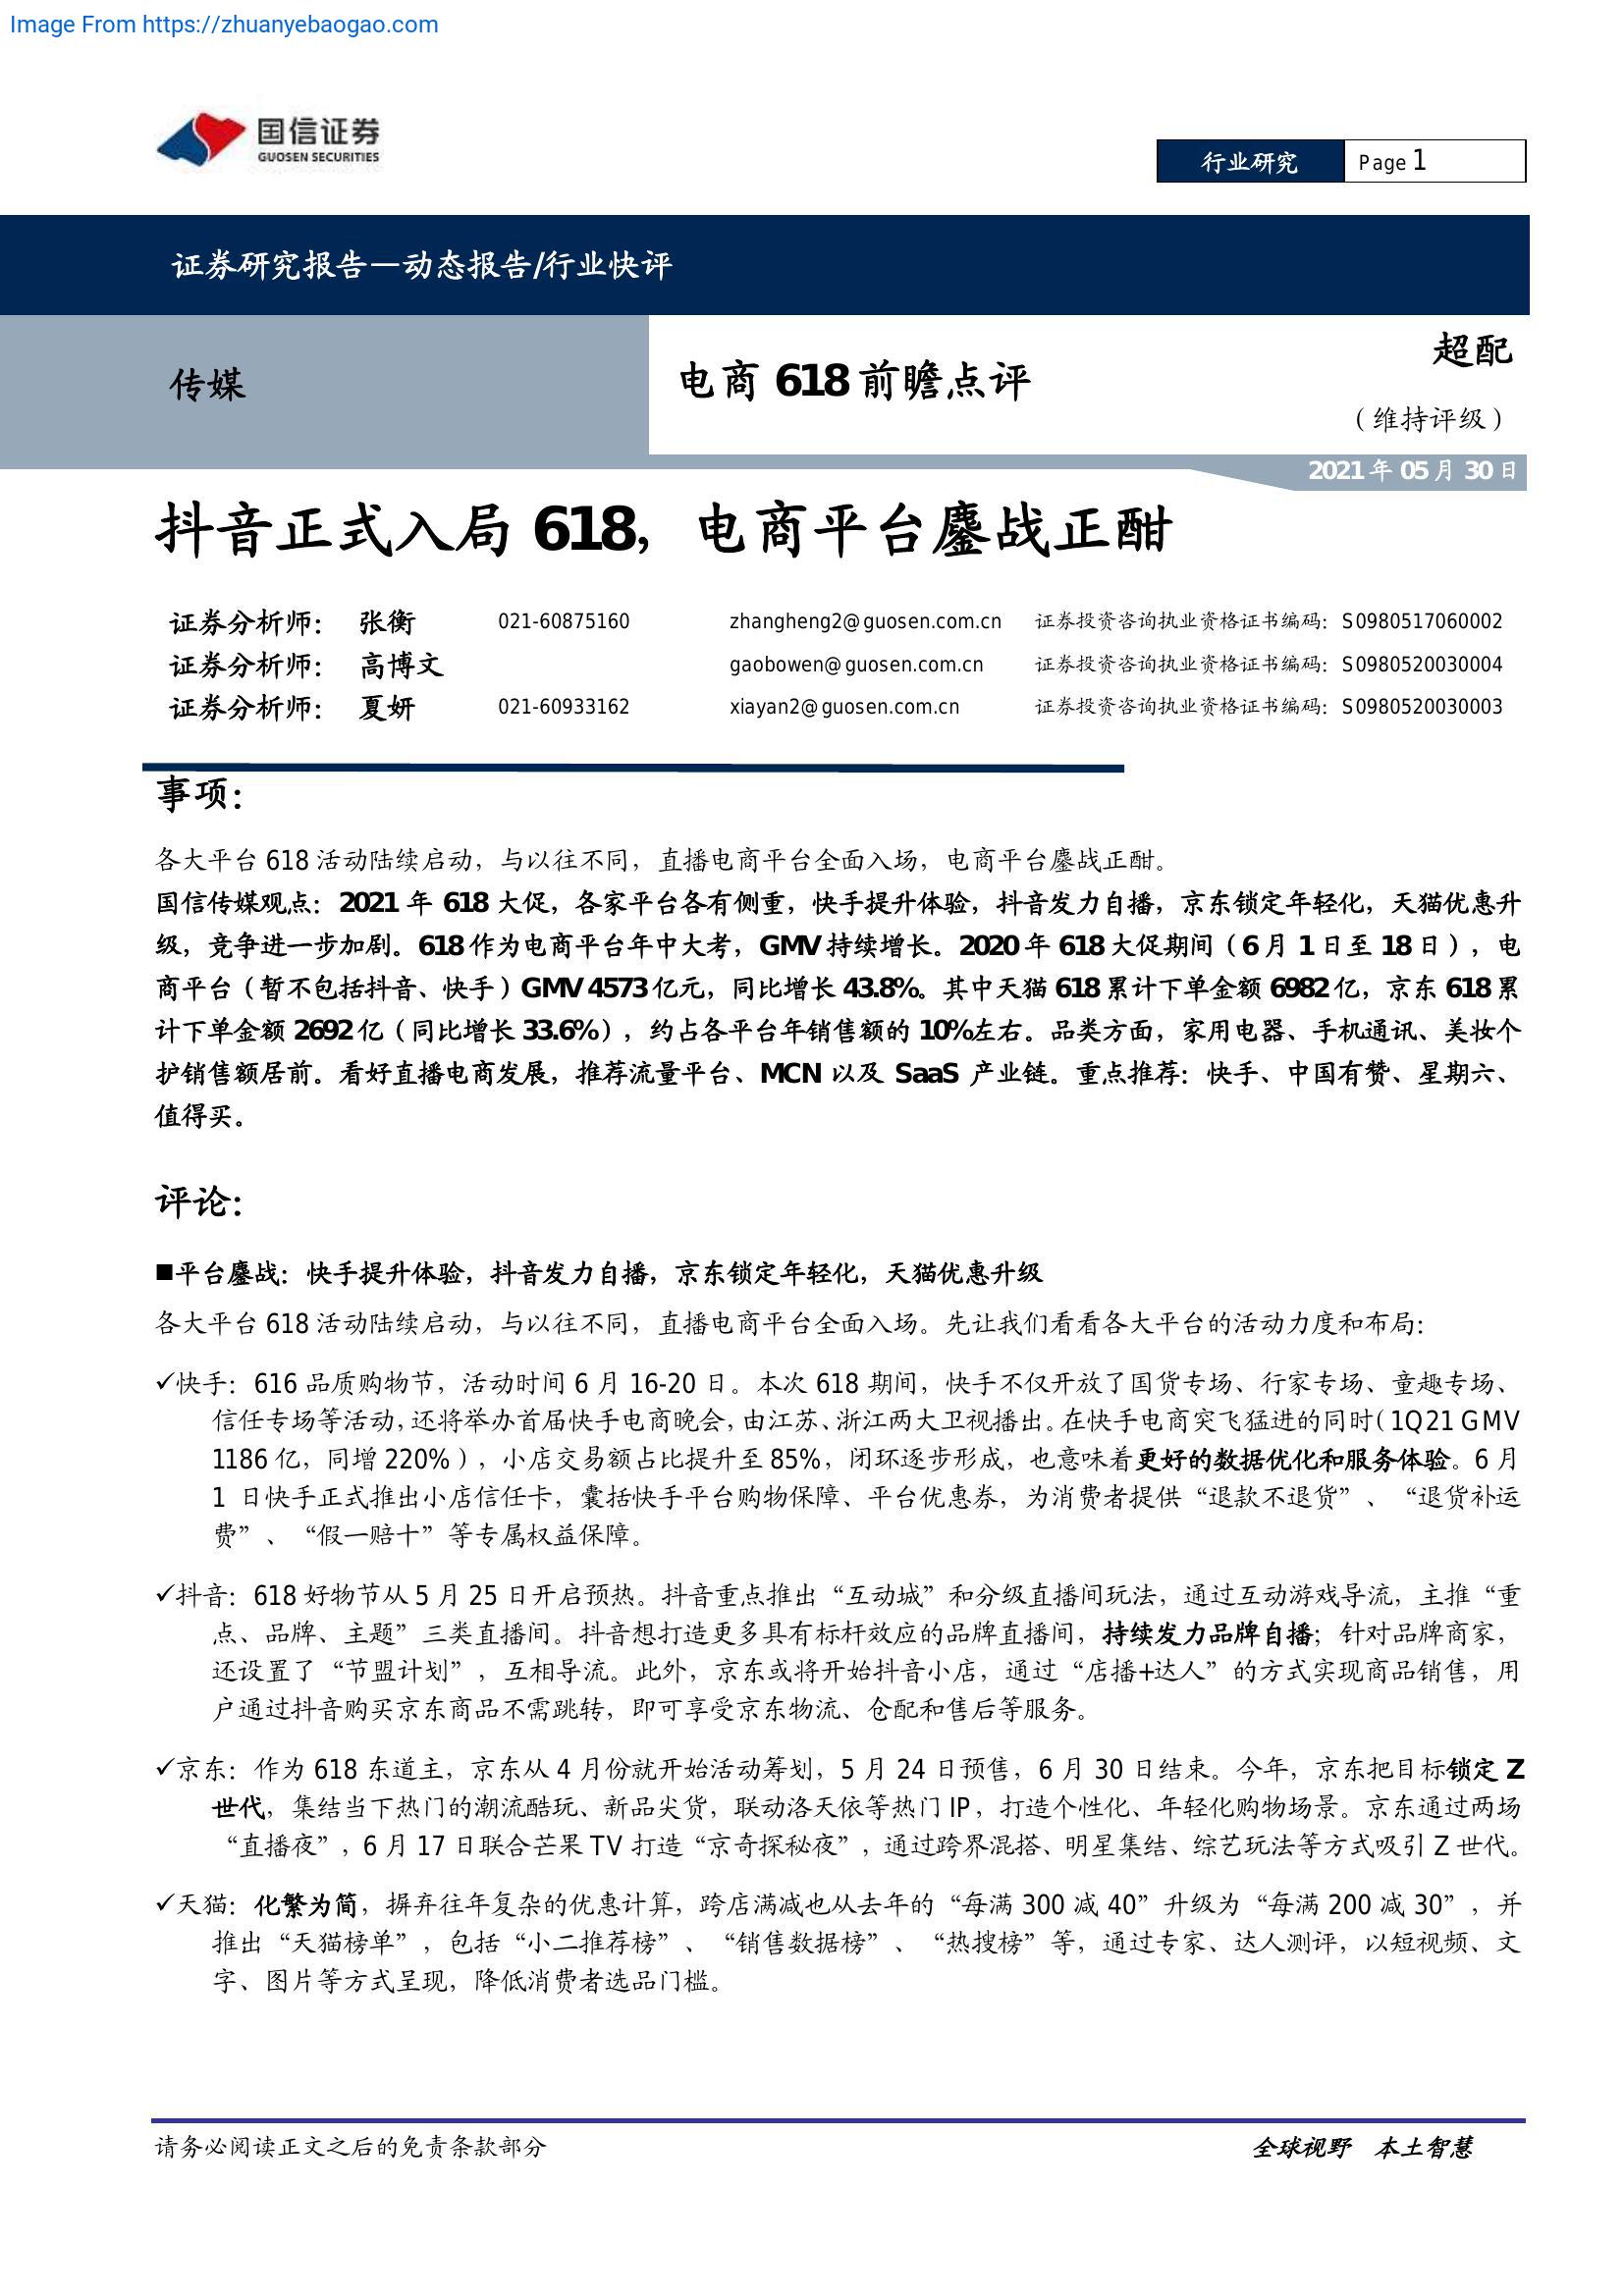 Image From https://zhuanyebaogao.com
国信证券
GUOSEN SECURITIES
行业研究 Page 1
证券研究报告—动态报告/行业快评
传媒
电商 618 前瞻点评
超配
（维持评级）
2021 年 05 月 30 日
抖音正式入局 618，电商平台鏖战正酣
证券分析师： 张衡 021-60875160 zhangheng2@guosen.com.cn 证券投资咨询执业资格证书编码：S0980517060002
证券分析师： 高博文 gaobowen@guosen.com.cn 证券投资咨询执业资格证书编码：S0980520030004
证券分析师： 夏妍 021-60933162 xiayan2@guosen.com.cn 证券投资咨询执业资格证书编码：S0980520030003
事项：
各大平台 618 活动陆续启动，与以往不同，直播电商平台全面入场，电商平台鏖战正酣。
国信传媒观点：2021 年 618 大促，各家平台各有侧重，快手提升体验，抖音发力自播，京东锁定年轻化，天猫优惠升
级，竞争进一步加剧。618 作为电商平台年中大考，GMV 持续增长。2020 年 618 大促期间（6 月 1 日至 18 日），电
商平台（暂不包括抖音、快手）GMV 4573 亿元，同比增长 43.8%。其中天猫 618 累计下单金额 6982 亿，京东 618 累
计下单金额 2692 亿（同比增长 33.6%），约占各平台年销售额的 10%左右。品类方面，家用电器、手机通讯、美妆个
护销售额居前。看好直播电商发展，推荐流量平台、MCN 以及 SaaS 产业链。重点推荐：快手、中国有赞、星期六、
值得买。
评论：
■平台鏖战：快手提升体验，抖音发力自播，京东锁定年轻化，天猫优惠升级
各大平台 618 活动陆续启动，与以往不同，直播电商平台全面入场。先让我们看看各大平台的活动力度和布局：
✓快手：616 品质购物节，活动时间 6 月 16-20 日。本次 618 期间，快手不仅开放了国货专场、行家专场、童趣专场、
信任专场等活动，还将举办首届快手电商晚会，由江苏、浙江两大卫视播出。在快手电商突飞猛进的同时（1Q21 GMV
1186 亿，同增 220%），小店交易额占比提升至 85%，闭环逐步形成，也意味着更好的数据优化和服务体验。6 月
1 日快手正式推出小店信任卡，囊括快手平台购物保障、平台优惠券，为消费者提供“退款不退货”、“退货补运
费”、“假一赔十”等专属权益保障。
✓抖音：618 好物节从 5 月 25 日开启预热。抖音重点推出“互动城”和分级直播间玩法，通过互动游戏导流，主推“重
点、品牌、主题”三类直播间。抖音想打造更多具有标杆效应的品牌直播间，持续发力品牌自播；针对品牌商家，
还设置了“节盟计划”，互相导流。此外，京东或将开始抖音小店，通过“店播+达人”的方式实现商品销售，用
户通过抖音购买京东商品不需跳转，即可享受京东物流、仓配和售后等服务。
✓京东：作为 618 东道主，京东从 4 月份就开始活动筹划，5 月 24 日预售，6 月 30 日结束。今年，京东把目标锁定 Z
世代，集结当下热门的潮流酷玩、新品尖货，联动洛天依等热门 IP，打造个性化、年轻化购物场景。京东通过两场
“直播夜”，6 月 17 日联合芒果 TV 打造“京奇探秘夜”，通过跨界混搭、明星集结、综艺玩法等方式吸引 Z 世代。
✓天猫：化繁为简，摒弃往年复杂的优惠计算，跨店满减也从去年的“每满 300 减 40”升级为“每满 200 减 30”，并
推出“天猫榜单”，包括“小二推荐榜”、“销售数据榜”、“热搜榜”等，通过专家、达人测评，以短视频、文
字、图片等方式呈现，降低消费者选品门槛。
请务必阅读正文之后的免责条款部分
全球视野 本土智慧